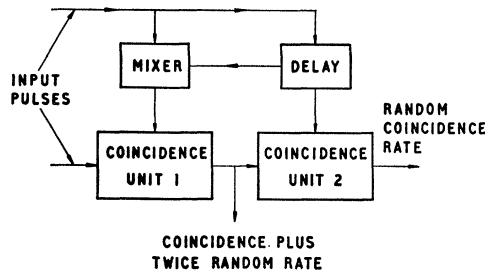 MIXER
DELAY
INPUT
PULSES
RANDOM
COINCIDENCE
RATE
COINCIDENCE
UNIT 1
COINCIDENCE
UNIT 2
COINCIDENCE PLUS
TWICE RANDOM RATE